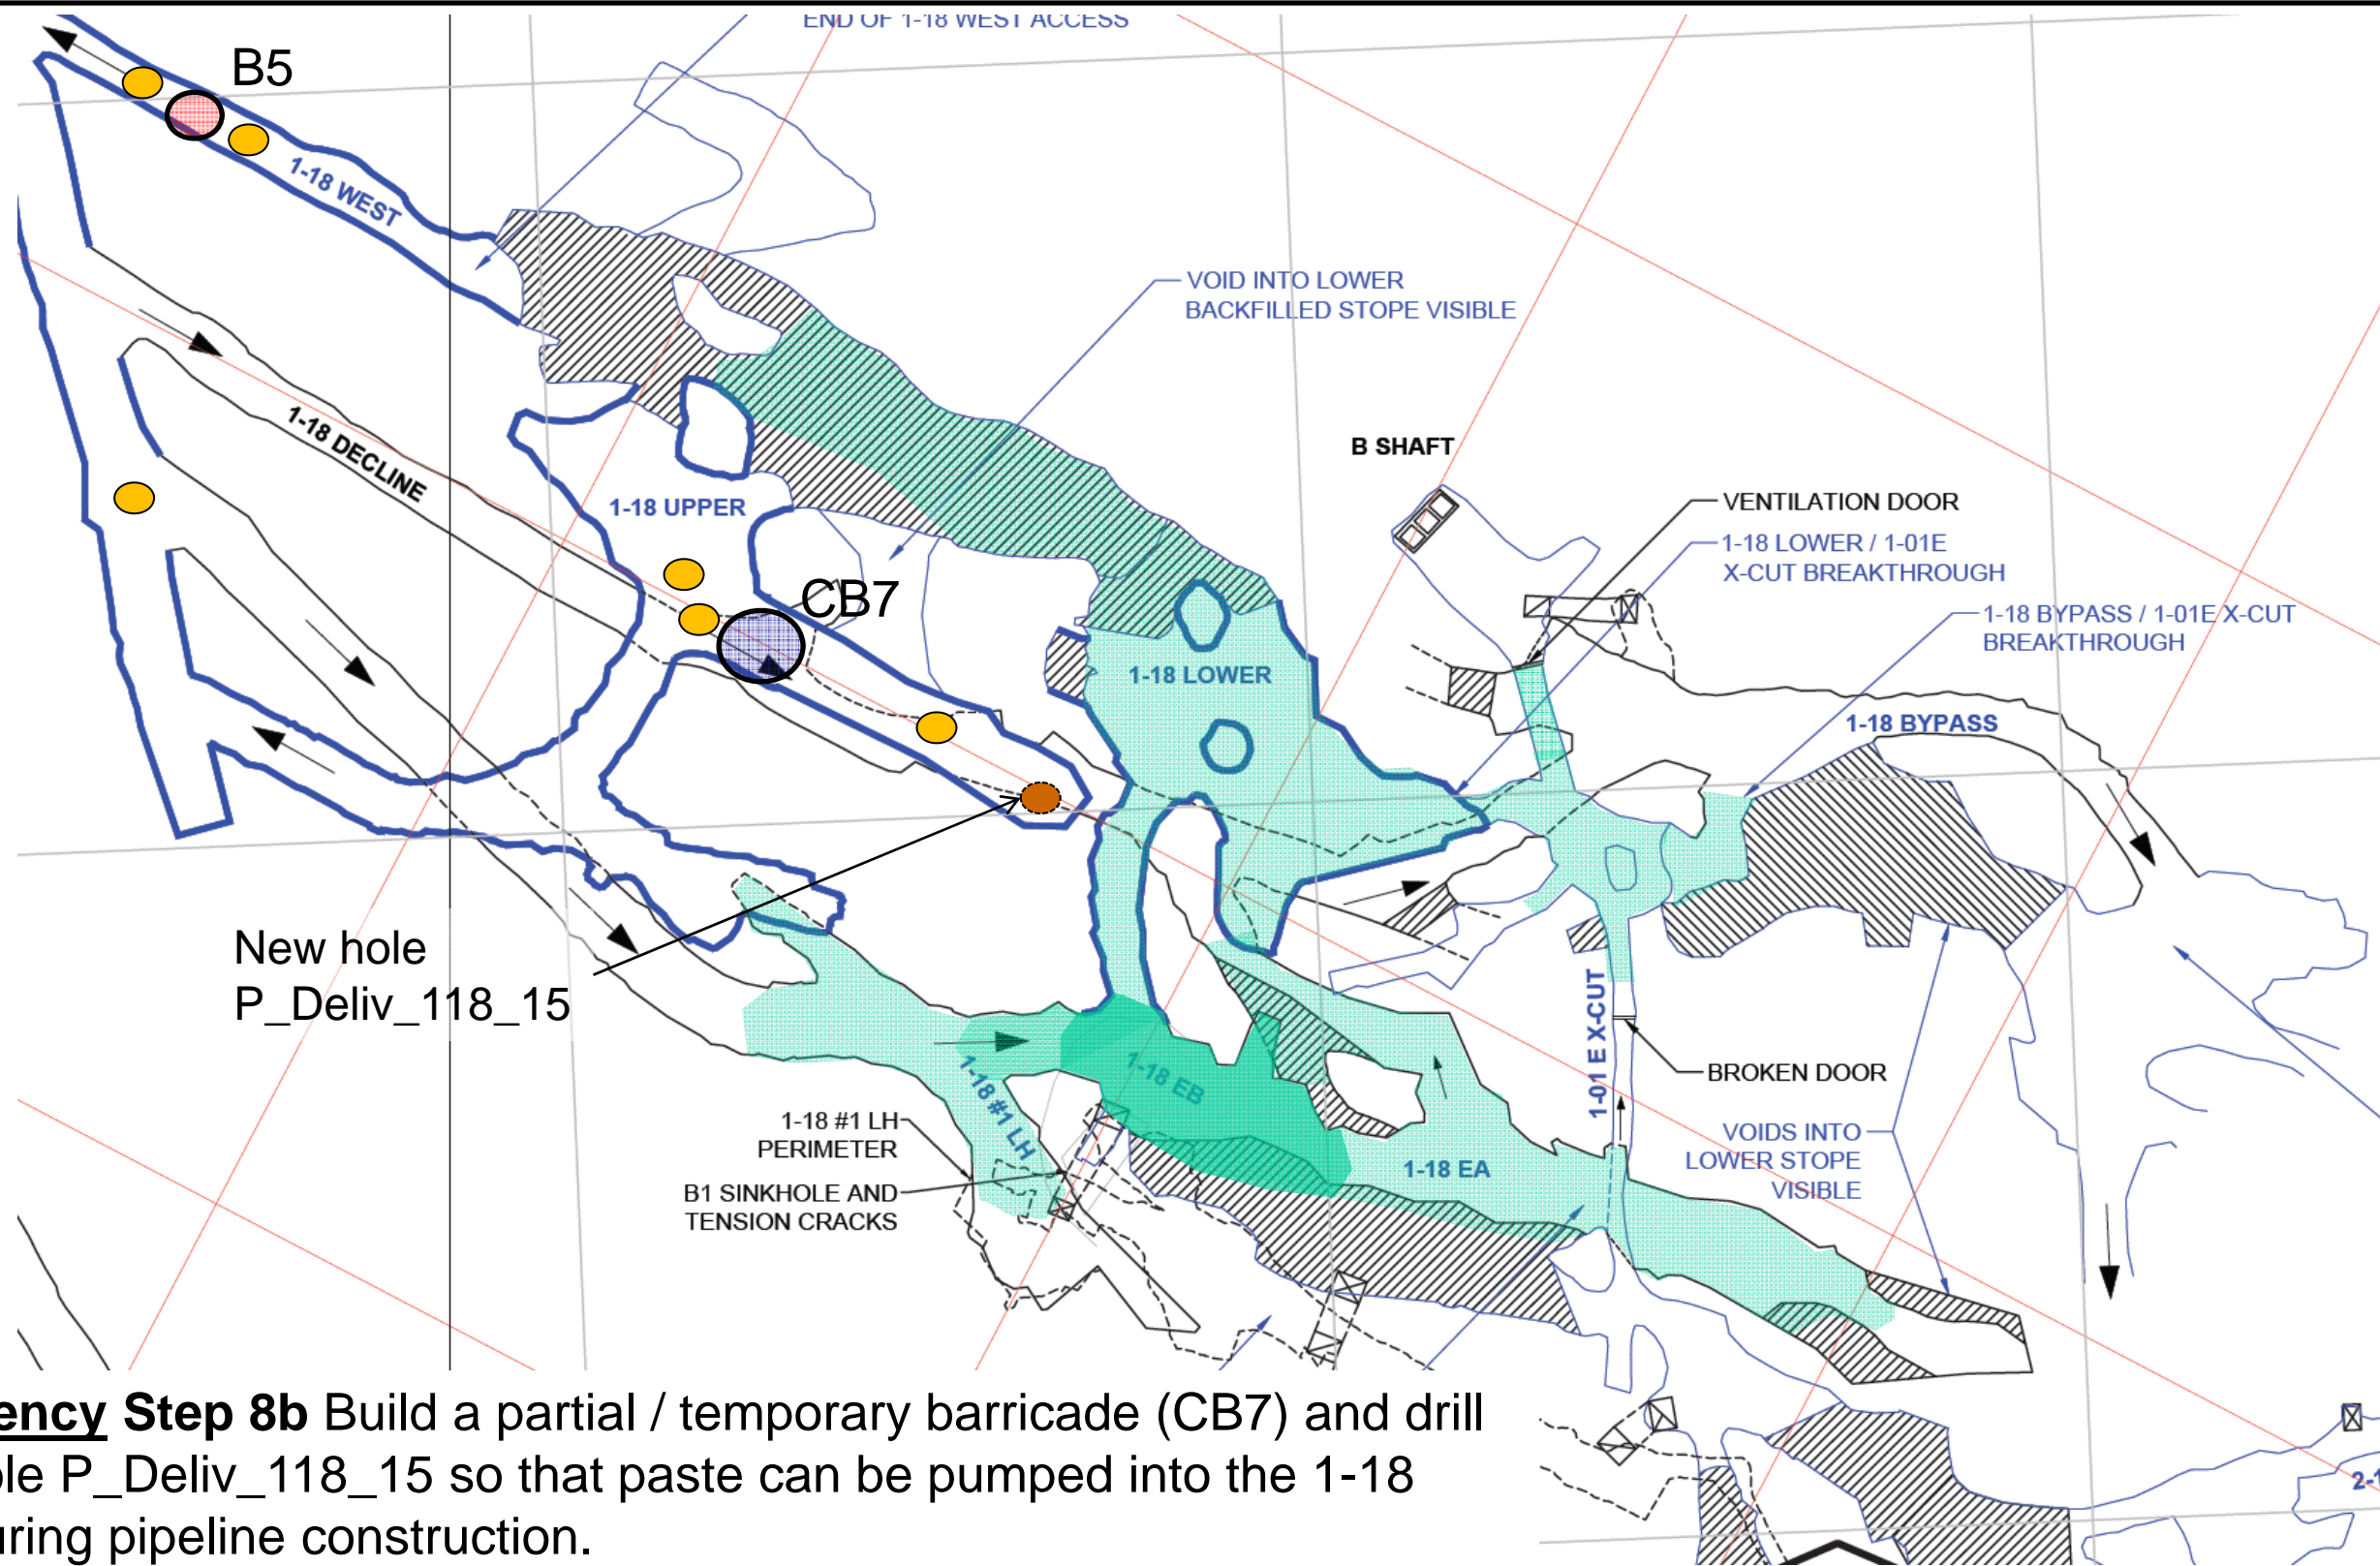 END OF 1-18 WEST ACCESS
B5
1-18 WEST
VOID INTO LOWER
BACKFILLED STOPE VISIBLE
1-18 DECLINE
B SHAFT
1-18 UPPER
VENTILATION DOOR
1-18 LOWER / 1-01E
X-CUT BREAKTHROUGH
CB7
1-18 BYPASS / 1-01E X-CUT
BREAKTHROUGH
1-18 LOWER
1-18 BYPASS
New hole
P_Deliv_118_15
1-01 E X-CUT
1-18 EB
1-18 #1 LH
BROKEN DOOR
1-18 #1 LH
PERIMETER
VOIDS INTO
LOWER STOPE
VISIBLE
1-18 EA
B1 SINKHOLE AND
TENSION CRACKS
ency Step 8b Build a partial / temporary barricade (CB7) and drill
le P_Deliv_118_15 so that paste can be pumped into the 1-18
uring pipeline construction.
2-1